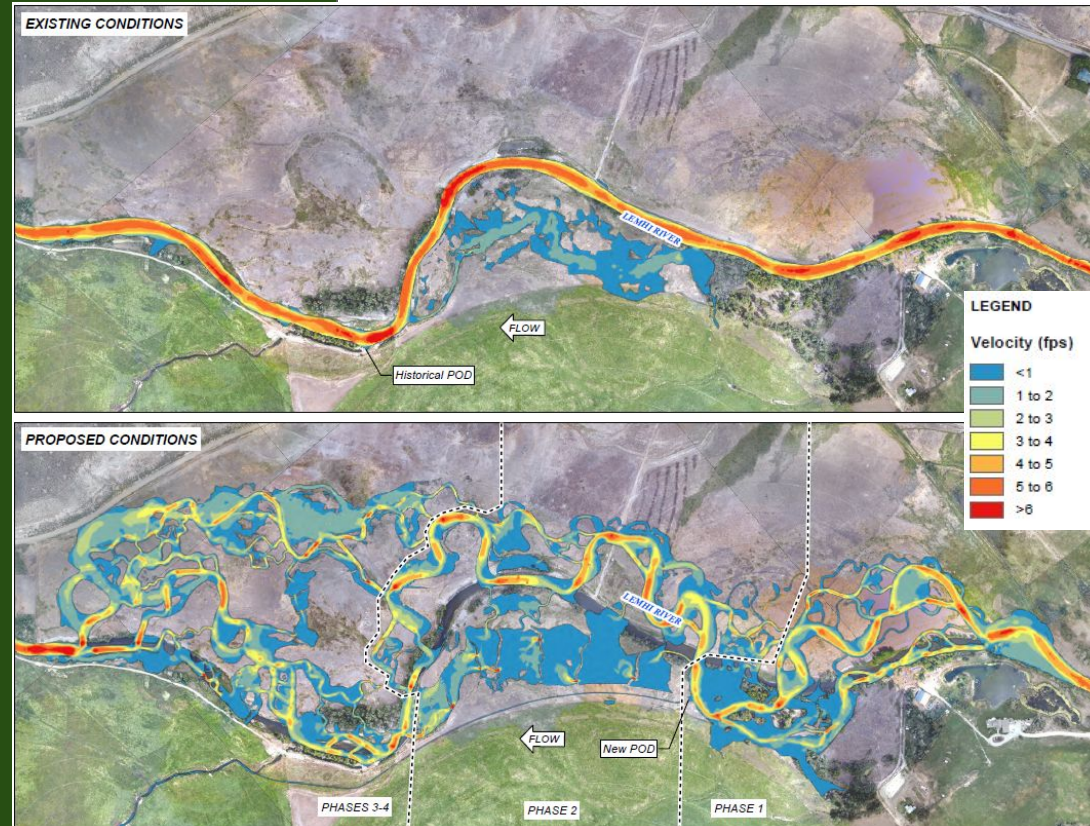 EXISTING CONDITIONS
LEMHI RIVER
FLOW
Historical POD
LEGEND
Velocity (fps)
<1
1 to 2
2 to 3
3 to 4
4 to 5
5 to 6
>6
PROPOSED CONDITIONS
LEMHI RIVER
FLOW
New POD
PHASES 3-4
PHASE 2
PHASE 1